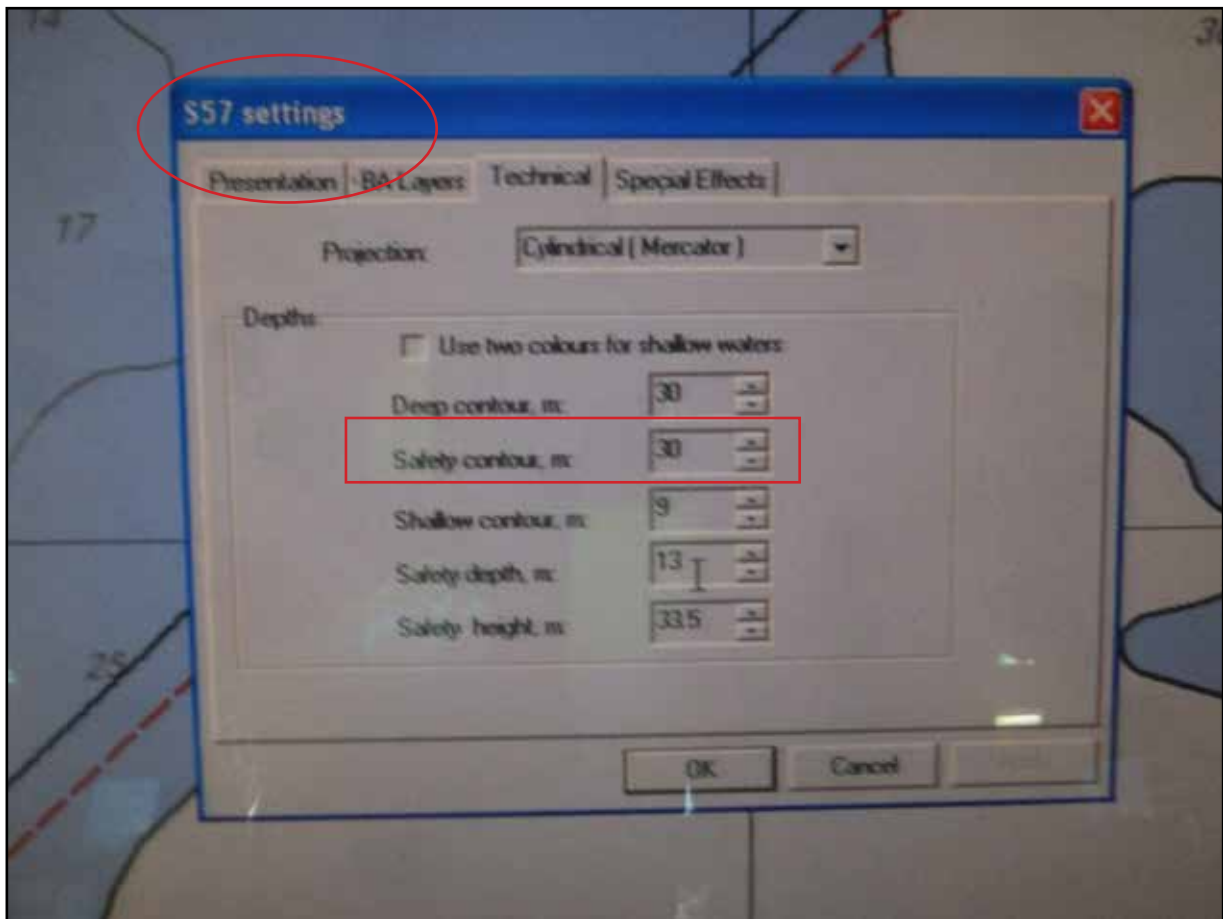 S57 settings
Presentation BA Layers Technical Special Effects
Projection: Cylindrical ( Mercator )
Depths
Use two colours for shallow waters:
Deep contour, m: 30
Safety contour, m: 30
Shallow contour, m: 9
17
Safety depth, m: 13
Safety height, m: 33.5
25
OK Cancel